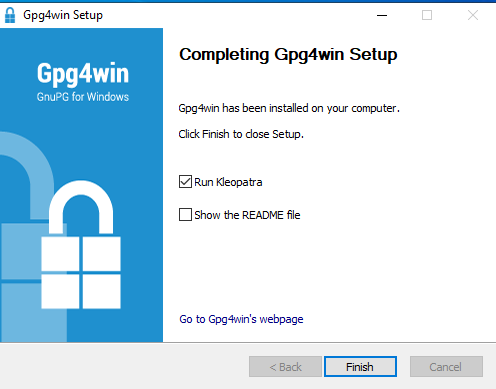 Gpg4win Setup
Gpg4win
GnuPG for Windows
Completing Gpg4win Setup
Gpg4win has been installed on your computer.
Click Finish to close Setup.
Run Kleopatra
Show the README file
Go to Gpg4win's webpage
< Back
Finish
Cancel